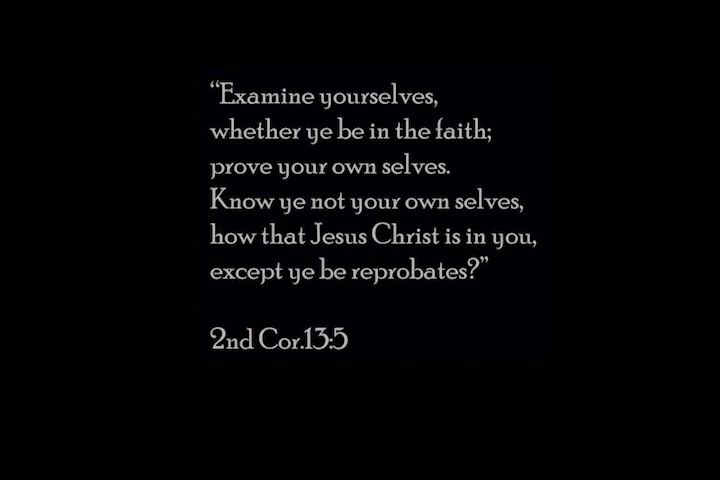 “Examine yourselves,
whether ye be in the faith;
prove your own selves.
Know ye not your own selves,
how that Jesus Christ is in you,
except ye be reprobates?”
2nd Cor.13:5